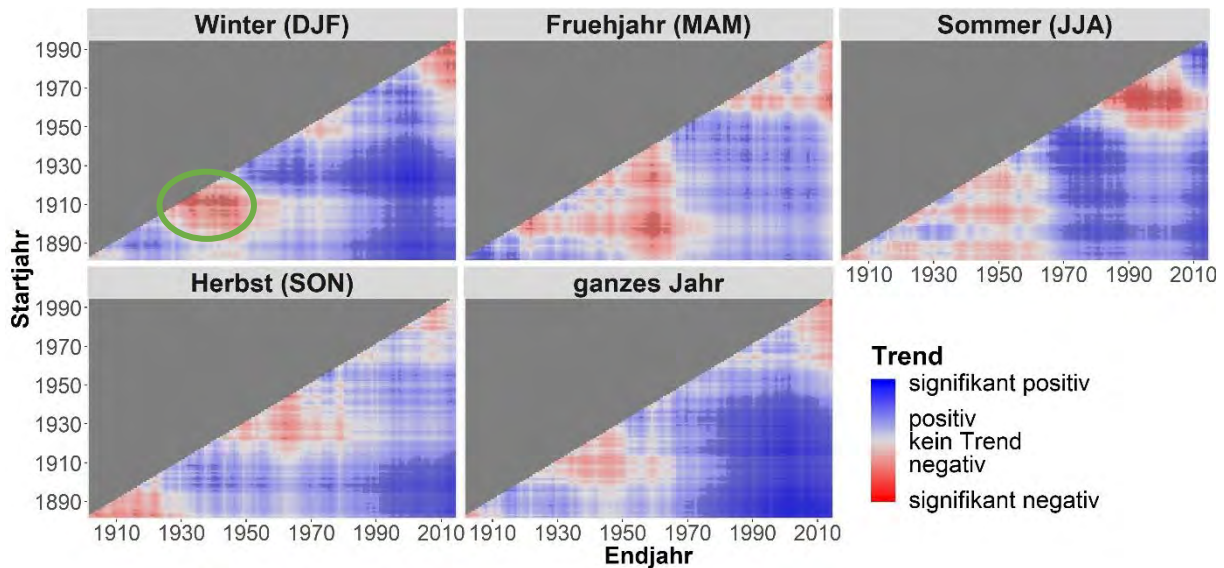 Winter (DJF)
Fruehjahr (MAM)
Sommer (JJA)
1990
1970
1950
1930
1910
1890
1910 1930 1950 1970 1990 2010
Startjahr
Herbst (SON)
ganzes Jahr
1990
1970
1950
1930
1910
1890
1910 1930 1950 1970 1990 2010
1910 1930 1950 1970 1990 2010
Endjahr
Trend
signifikant positiv
positiv
kein Trend
negativ
signifikant negativ